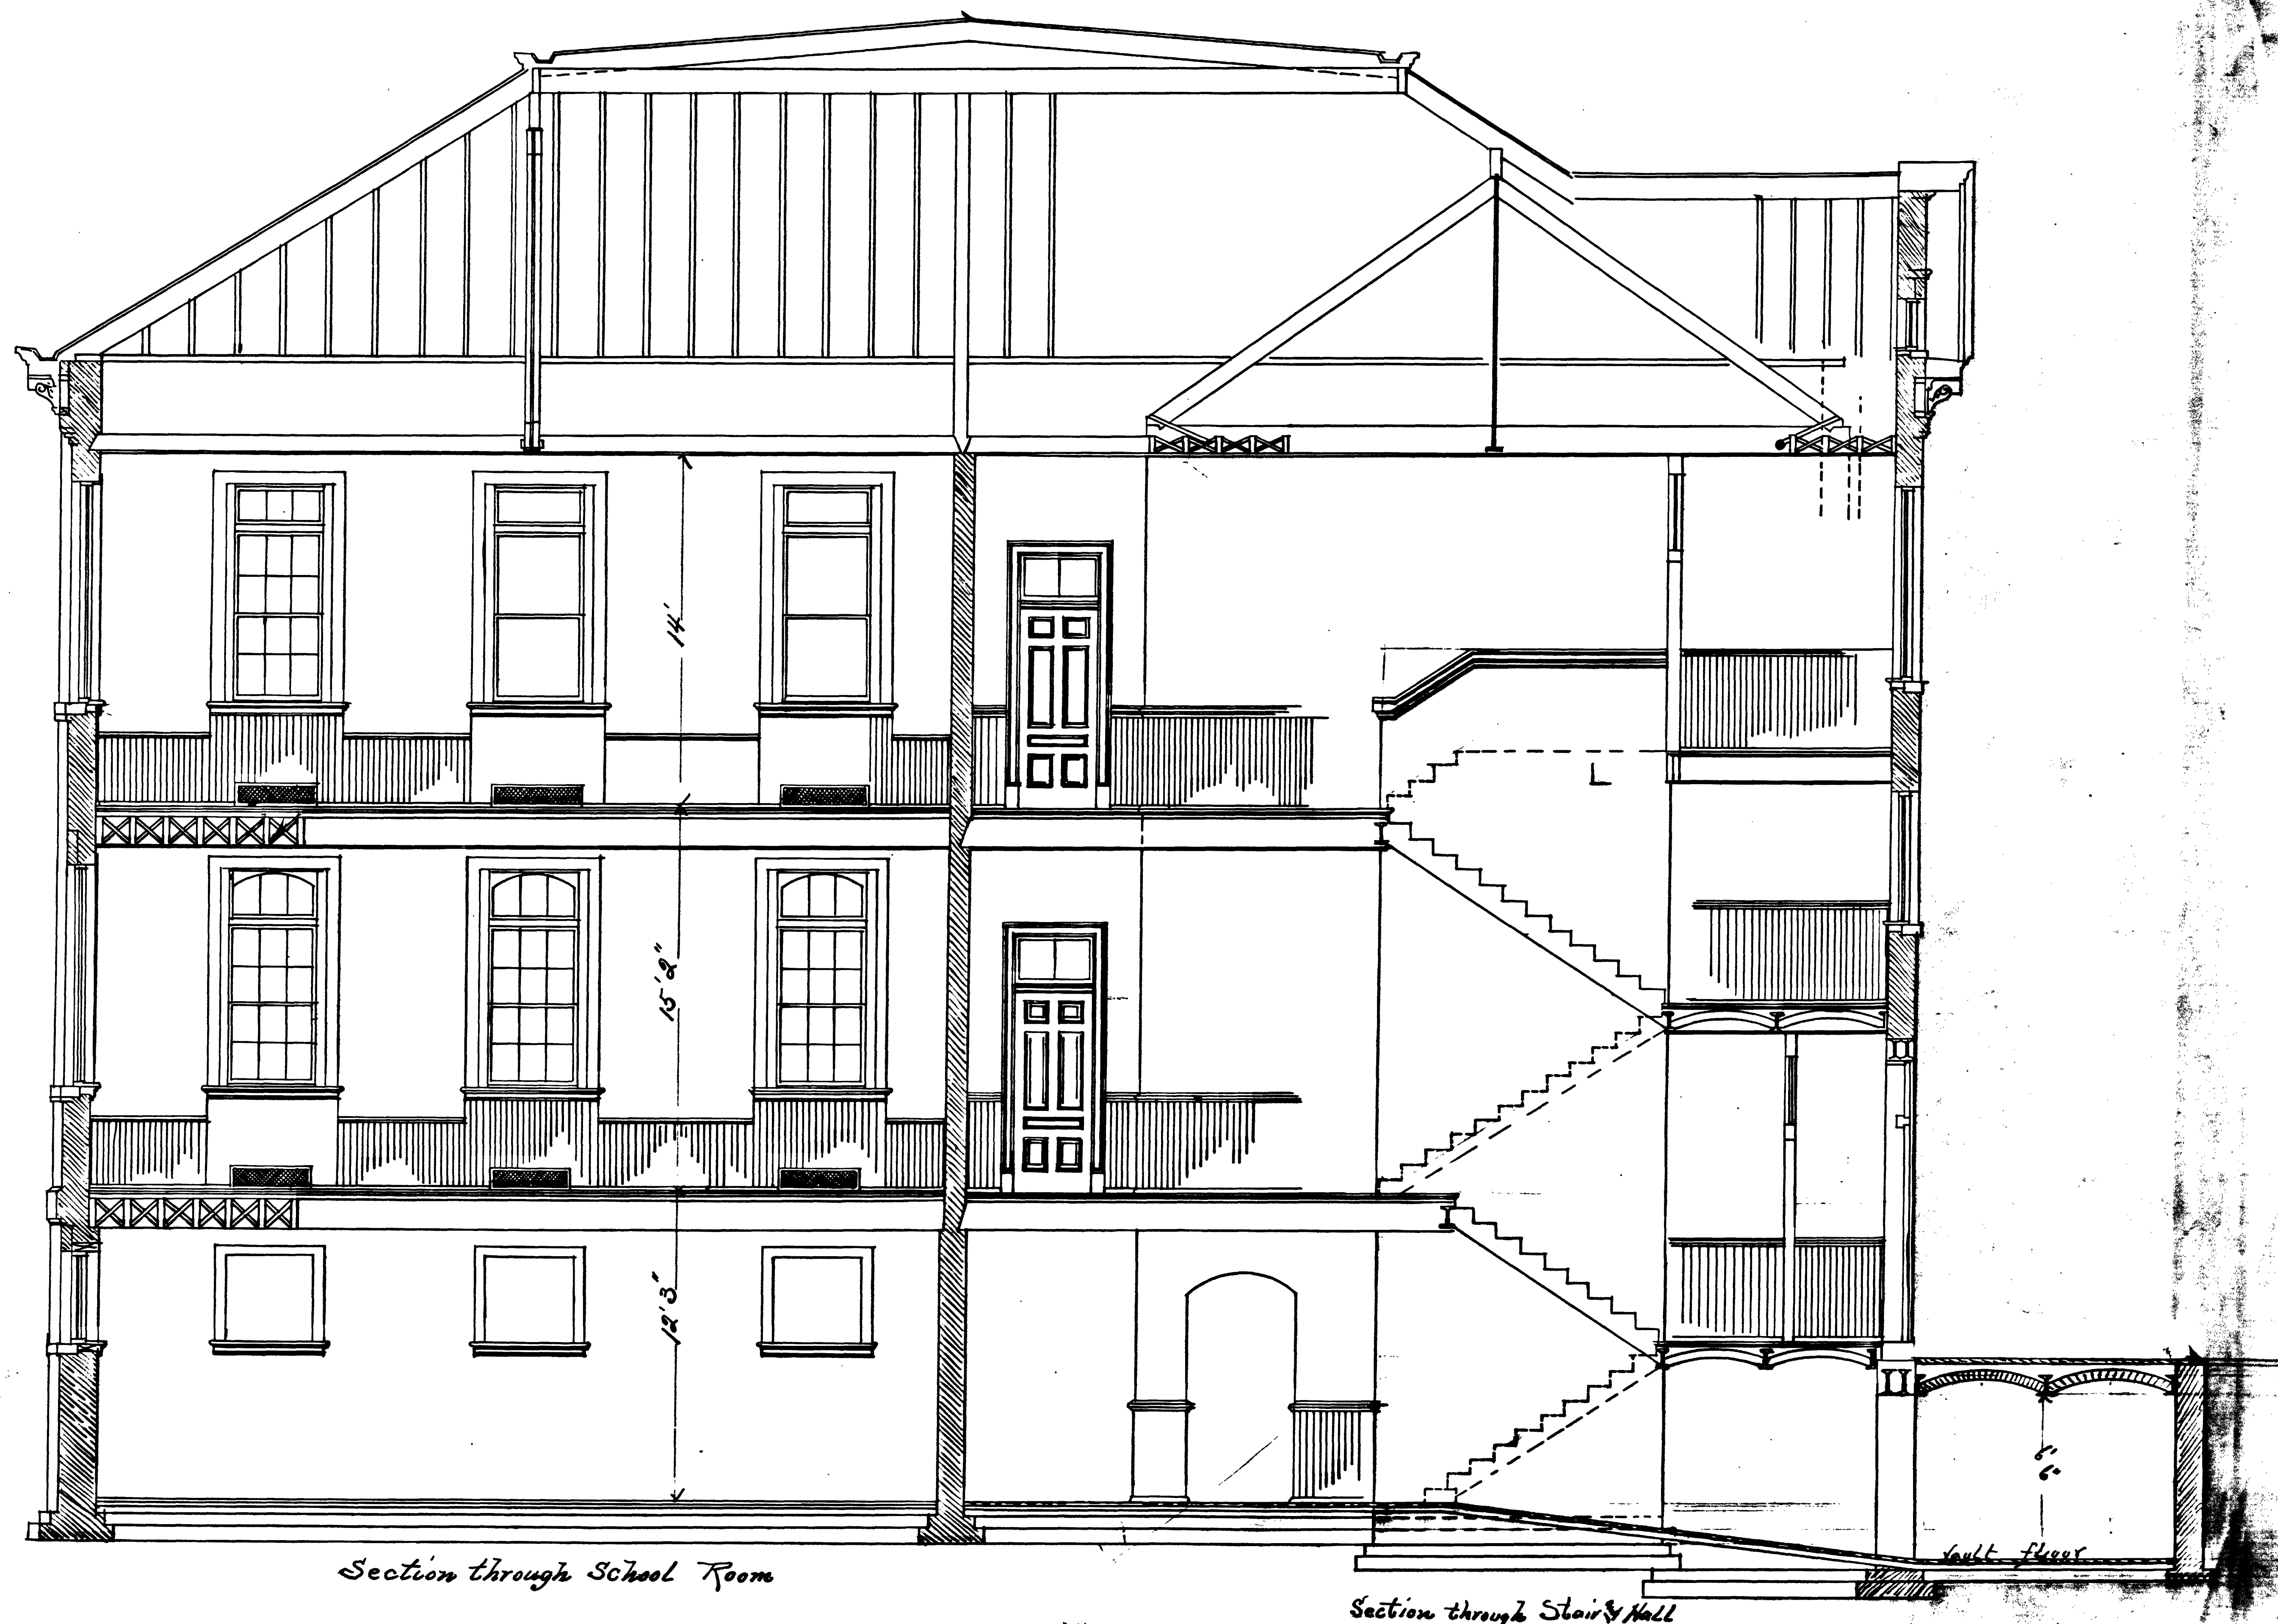 14'
15'2"
12'3"
6'
6"
vault floor
Section through School Room
Section through Stair & Hall